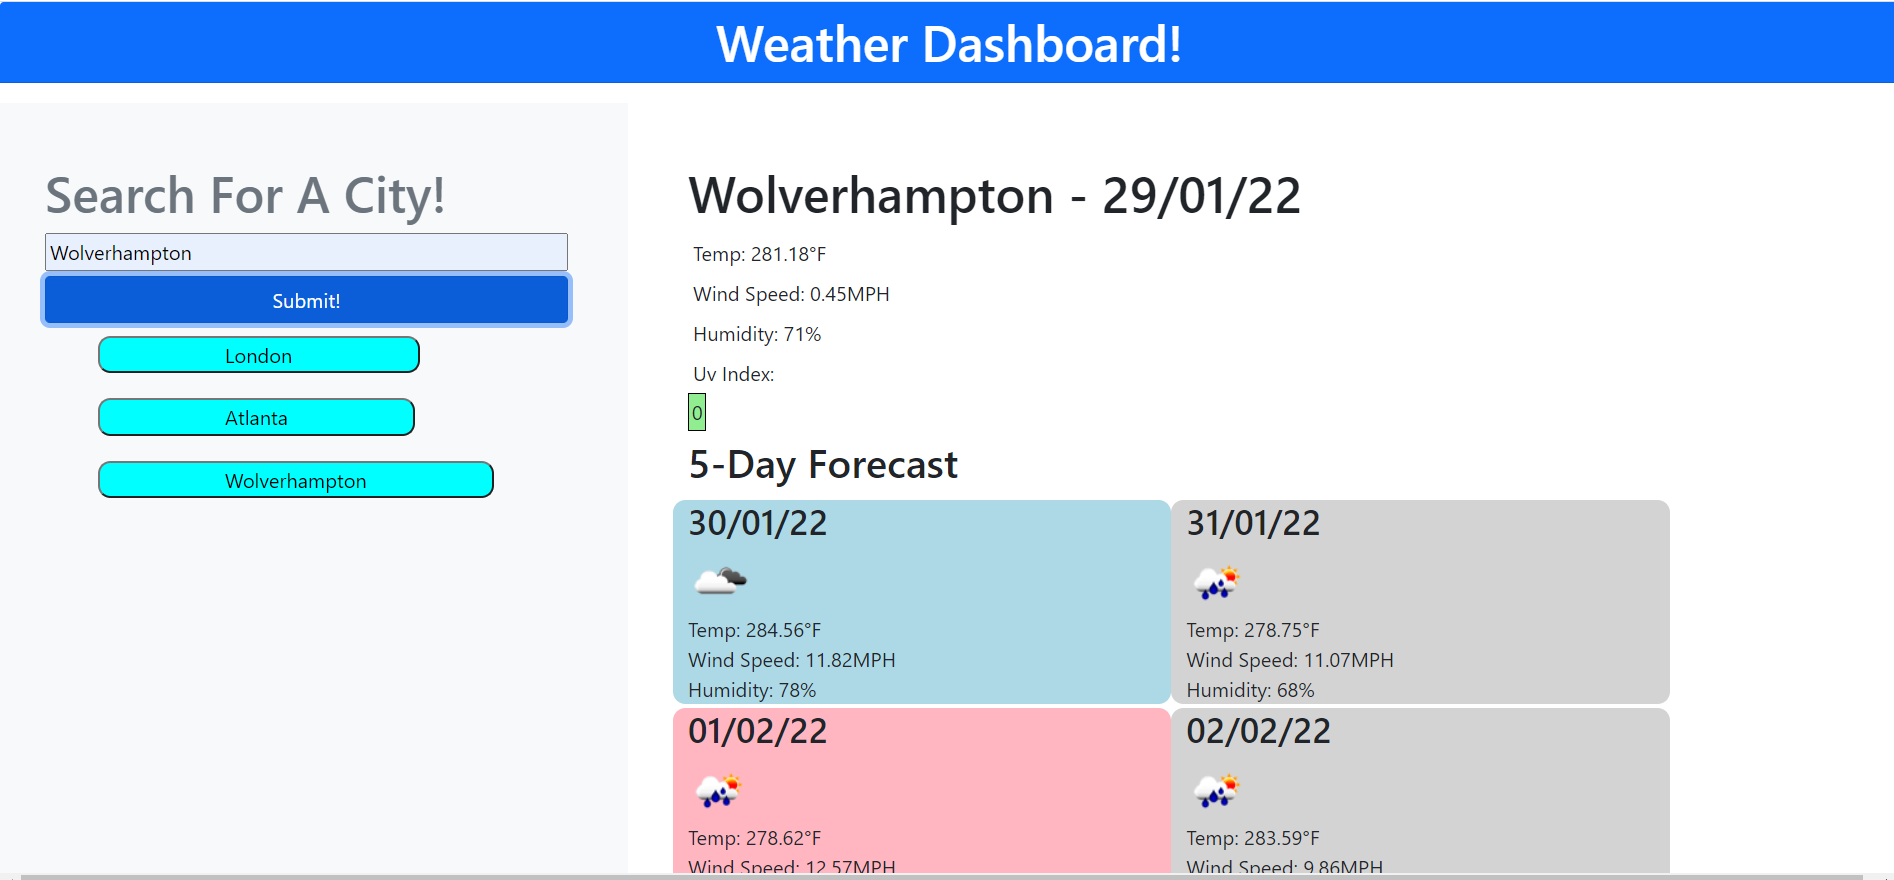 Weather Dashboard!
Search For A City!
Wolverhampton
Submit!
London
Atlanta
Wolverhampton
Wolverhampton - 29/01/22
Temp: 281.18°F
Wind Speed: 0.45MPH
Humidity: 71%
Uv Index:
0
5-Day Forecast
30/01/22
Temp: 284.56°F
Wind Speed: 11.82MPH
Humidity: 78%
31/01/22
Temp: 278.75°F
Wind Speed: 11.07MPH
Humidity: 68%
01/02/22
Temp: 278.62°F
Wind Speed: 12.57MPH
02/02/22
Temp: 283.59°F
Wind Speed: 9.86MPH